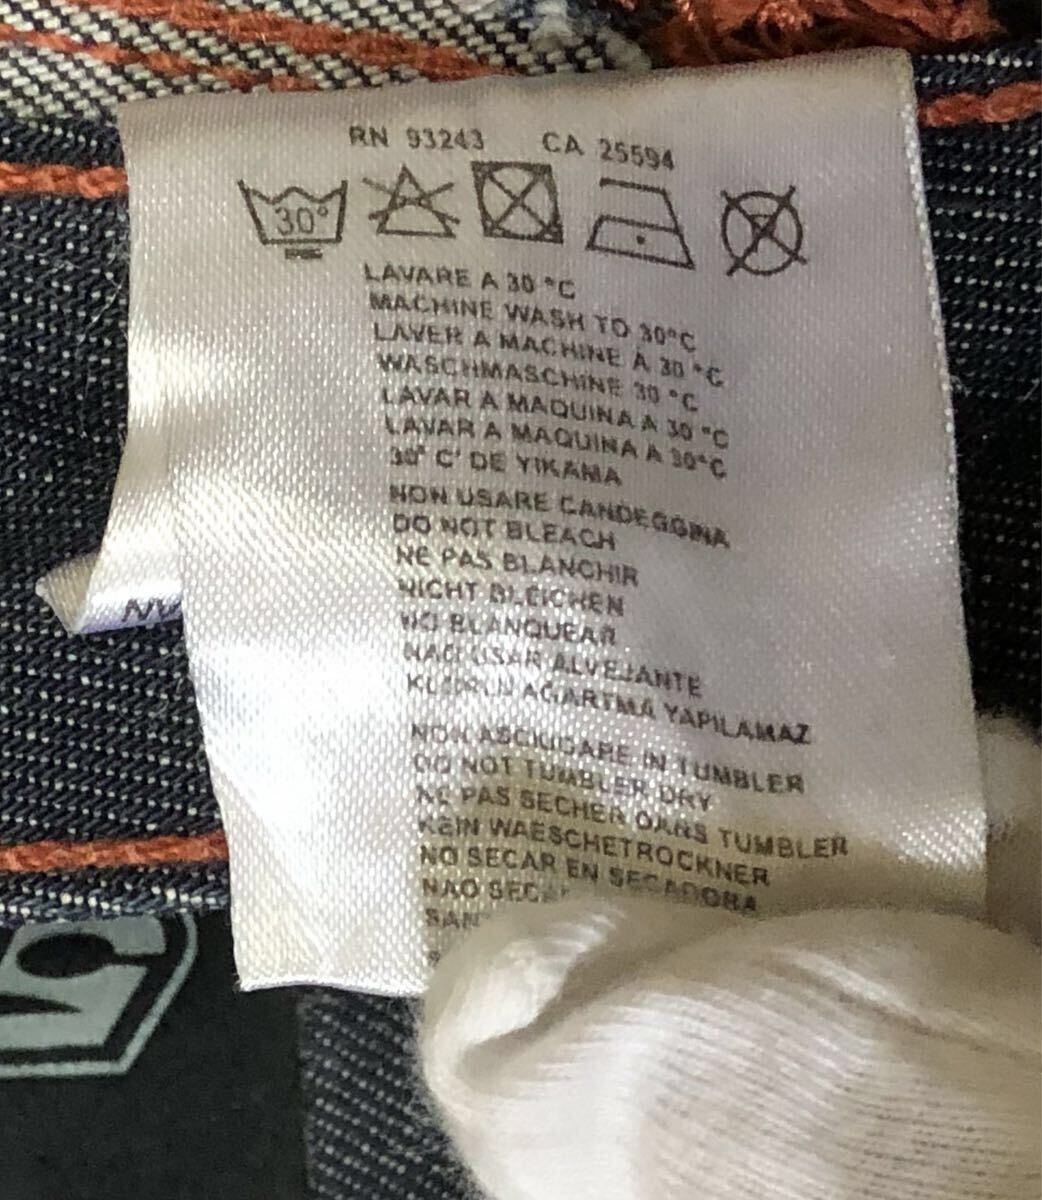 RN 93243 CA 25594
30°
LAVARE A 30 °C
MACHINE WASH TO 30°C
LAVER A MACHINE A 30 °C
WASCHMASCHINE 30 °C
LAVAR A MAQUINA A 30 °C
LAVAR A MAQUINA A 30°C
30° C' DE YIKAMA
NON USARE CANDEGGINA
DO NOT BLEACH
NE PAS BLANCHIR
NICHT BLEICHEN
NO BLANQUEAR
NAO USAR ALVEJANTE
AGARTMA YAPILAMAZ
NON ASCIUGARE IN TUMBLER
DO NOT TUMBLER DRY
NE PAS SECHER DANS TUMBLER
KEIN WAESCHETROCKNER
NO SECAR EN SECADORA
NAO